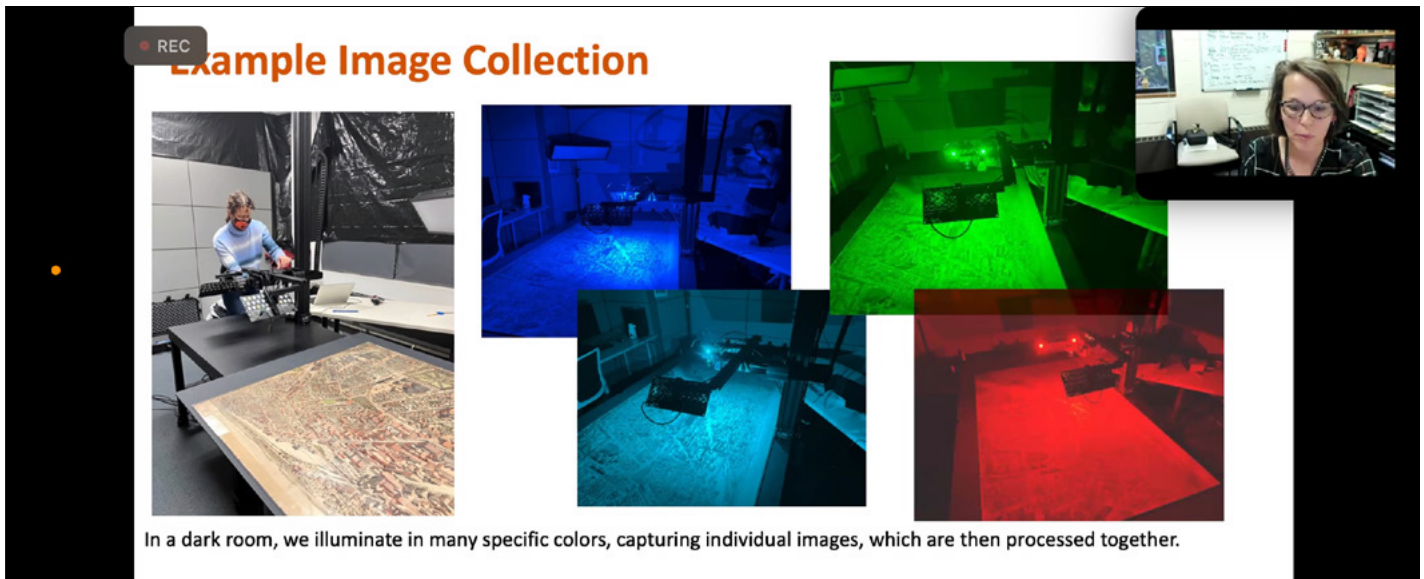 REC
Example Image Collection
In a dark room, we illuminate in many specific colors, capturing individual images, which are then processed together.